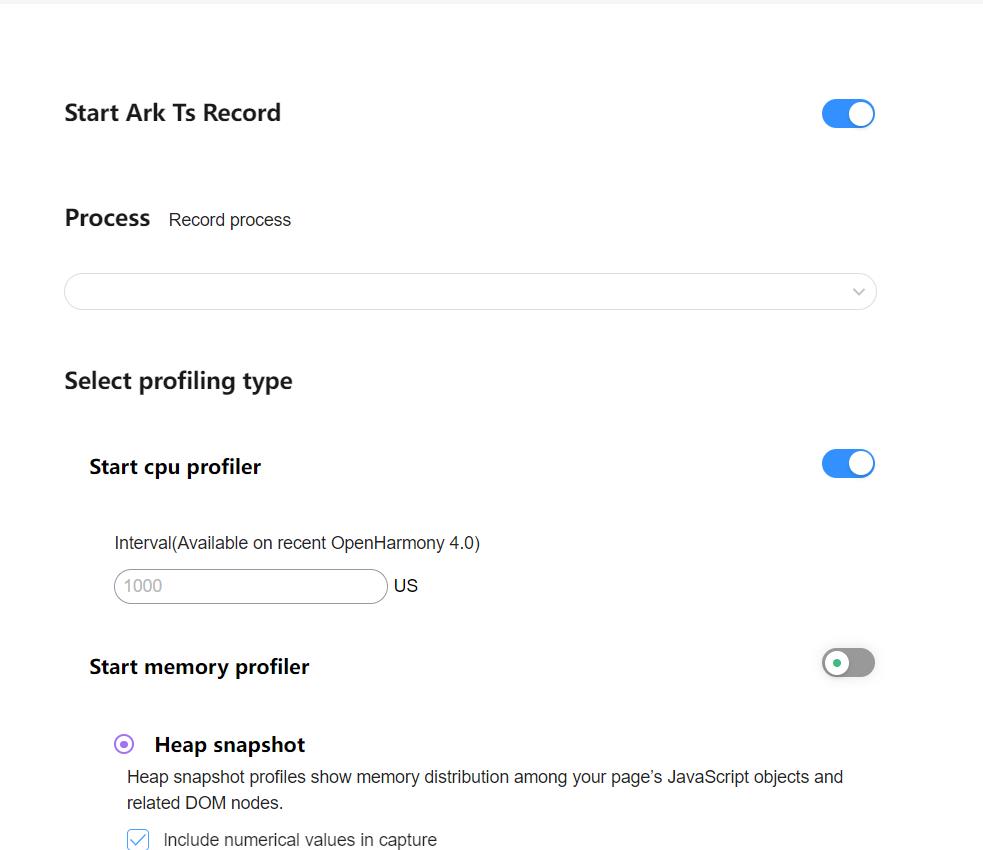 Start Ark Ts Record
Process Record process
Select profiling type
Start cpu profiler
Interval(Available on recent OpenHarmony 4.0)
1000 US
Start memory profiler
Heap snapshot
Heap snapshot profiles show memory distribution among your page’s JavaScript objects and
related DOM nodes.
Include numerical values in capture